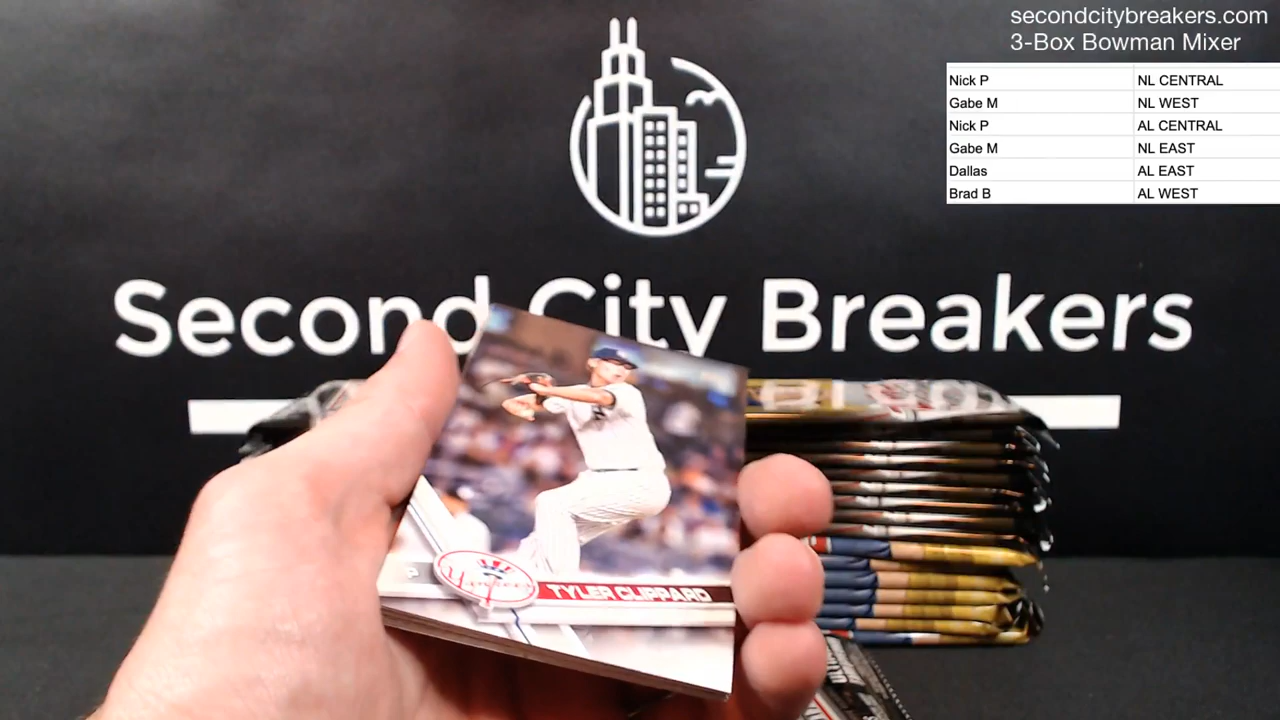 secondcitybreakers.com
3-Box Bowman Mixer
Nick P NL CENTRAL
Gabe M NL WEST
Nick P AL CENTRAL
Gabe M NL EAST
Dallas AL EAST
Brad B AL WEST
Second City Breakers
P
Yankees
TYLER CLIPPARD